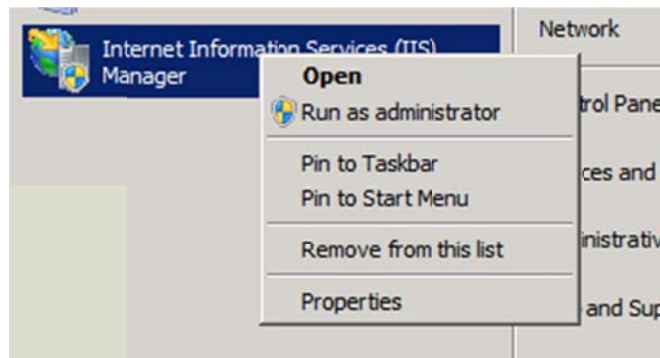 Internet Information Services (IIS)
Manager
Open
Run as administrator
Pin to Taskbar
Pin to Start Menu
Remove from this list
Properties
Network
and